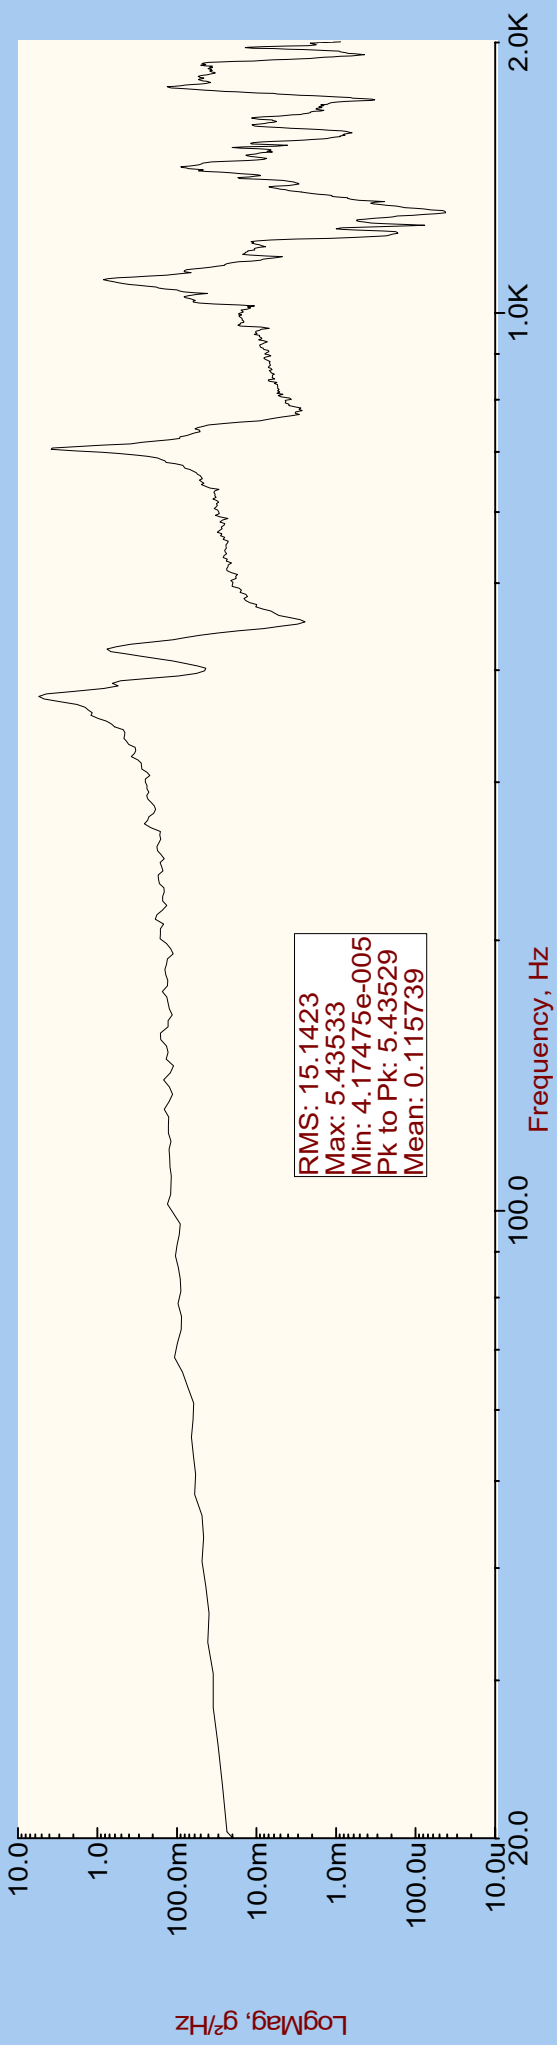 LogMag, g²/Hz
10.0
1.0
100.0m
10.0m
1.0m
100.0u
10.0u
RMS: 15.1423
Max: 5.43533
Min: 4.17475e-005
Pk to Pk: 5.43529
Mean: 0.115739
20.0
100.0
1.0K
2.0K
Frequency, Hz